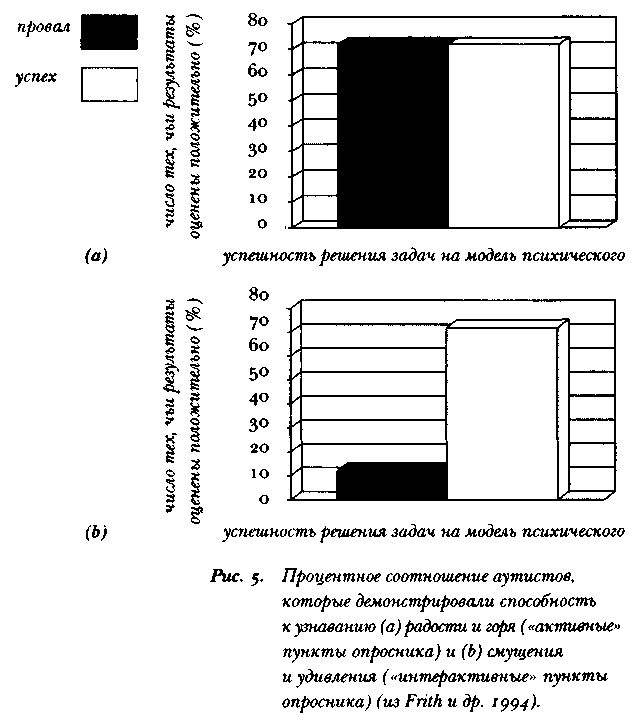 провал
успех
число тех, чьи результаты
оценены положительно (%)
80
70
60
50
40
30
20
10
0
(a)
успешность решения задач на модель психического
число тех, чьи результаты
оценены положительно (%)
80
70
60
50
40
30
20
10
0
(b)
успешность решения задач на модель психического
Рис. 5. Процентное соотношение аутистов,
которые демонстрировали способность
к узнаванию (a) радости и горя («активные»
пункты опросника) и (b) смущения
и удивления («интерактивные» пункты
опросника) (из Frith и др. 1994).